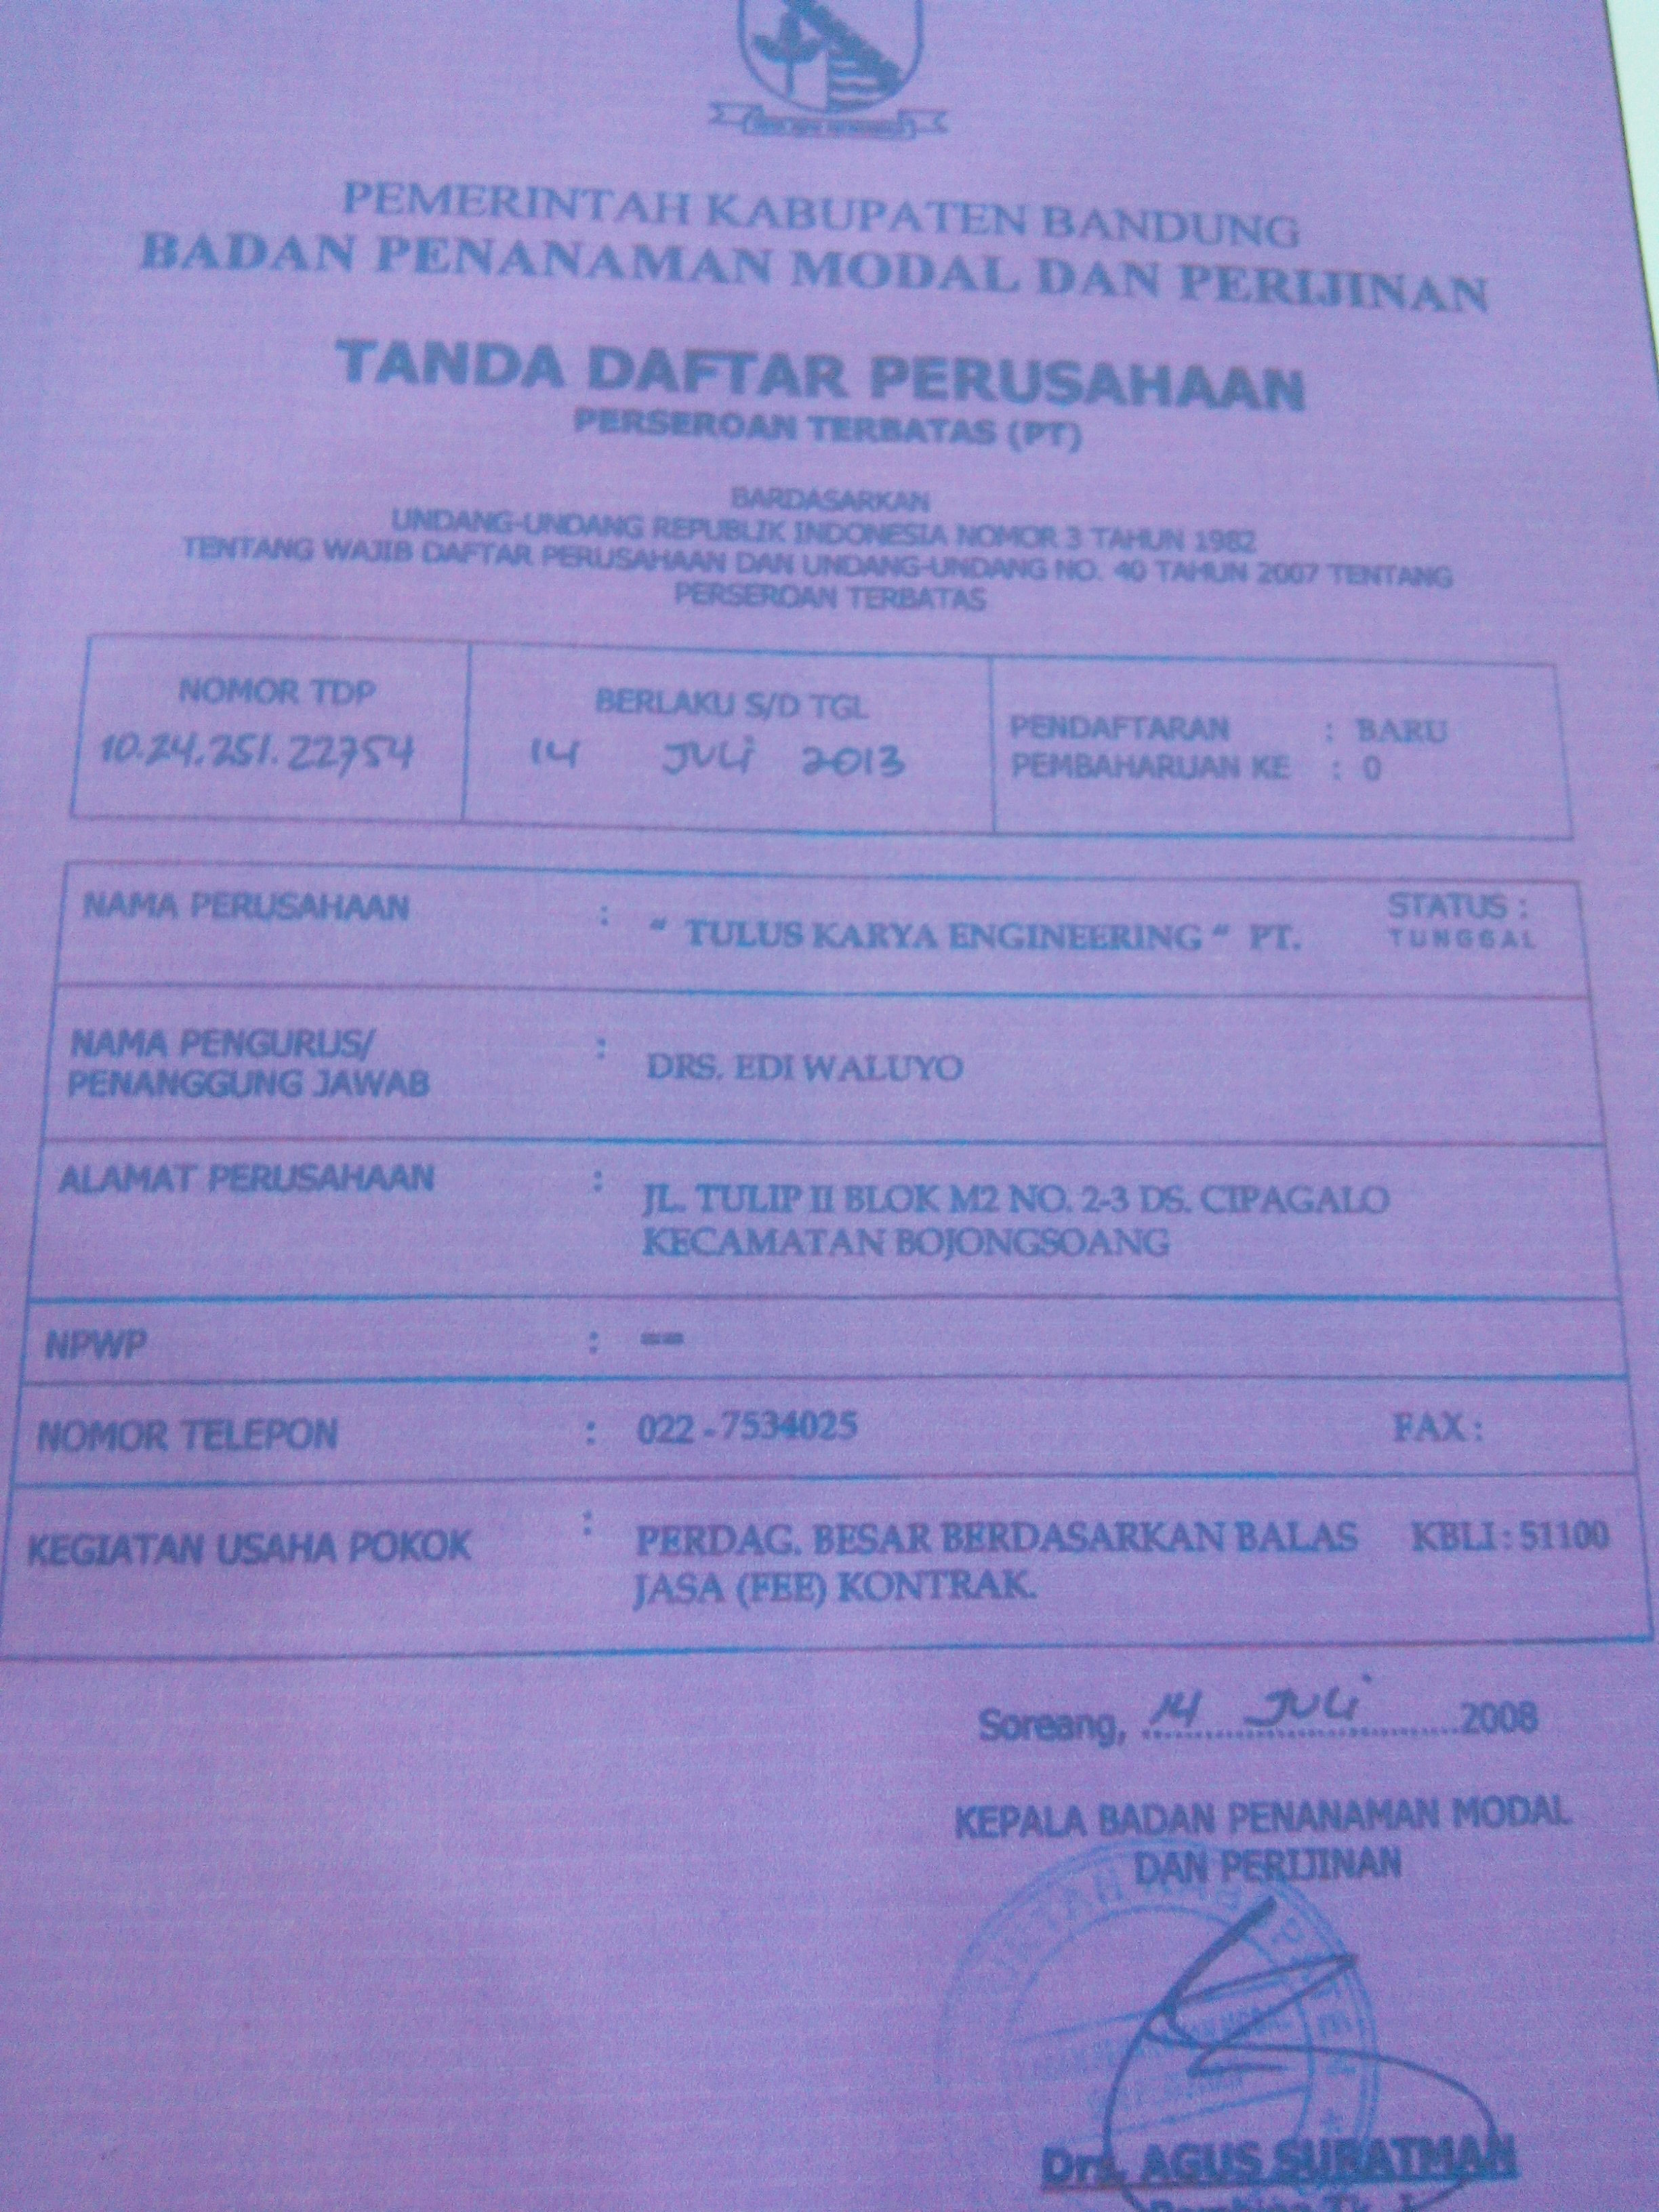 PEMERINTAH KABUPATEN BANDUNG
BADAN PENANAMAN MODAL DAN PERIJINAN
TANDA DAFTAR PERUSAHAAN
PERSEROAN TERBATAS (PT)
BARDASARKAN
UNDANG-UNDANG REPUBLIK INDONESIA NOMOR 3 TAHUN 1982
TENTANG WAJIB DAFTAR PERUSAHAAN DAN UNDANG-UNDANG NO. 40 TAHUN 2007 TENTANG
PERSEROAN TERBATAS
NOMOR TDP
10.24.251.22754
BERLAKU S/D TGL
14 JULI 2013
PENDAFTARAN : BARU
PEMBAHARUAN KE : 0
NAMA PERUSAHAAN : " TULUS KARYA ENGINEERING " PT.
STATUS :
TUNGGAL
NAMA PENGURUS/
PENANGGUNG JAWAB : DRS. EDI WALUYO
ALAMAT PERUSAHAAN : JL. TULIP II BLOK M2 NO. 2-3 DS. CIPAGALO
KECAMATAN BOJONGSOANG
NPWP : --
NOMOR TELEPON : 022 - 7534025 FAX :
KEGIATAN USAHA POKOK : PERDAG. BESAR BERDASARKAN BALAS KBLI : 51100
JASA (FEE) KONTRAK.
Soreang, 14 JULI 2008
KEPALA BADAN PENANAMAN MODAL
DAN PERIJINAN
Drs. AGUS SURATMAN
Pembina Tk. I